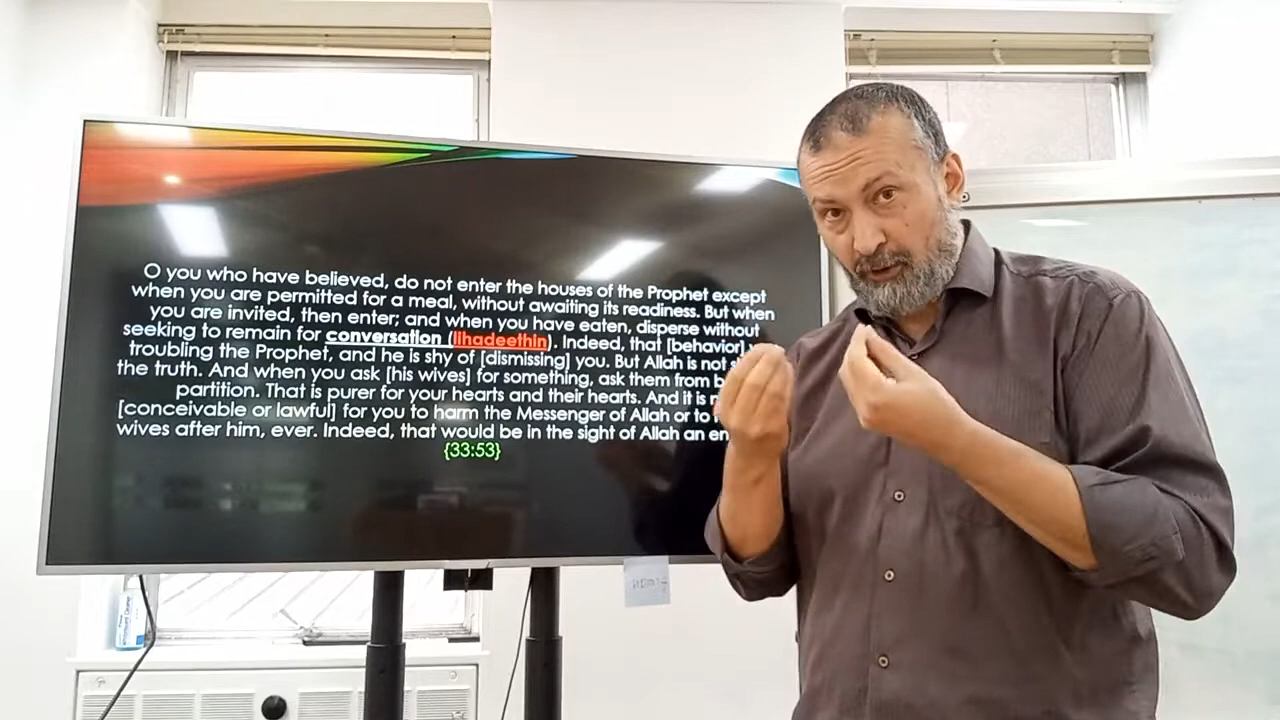 O you who have believed, do not enter the houses of the Prophet except
when you are permitted for a meal, without awaiting its readiness. But when
you are invited, then enter; and when you have eaten, disperse without
seeking to remain for conversation (lihadeethin). Indeed, that [behavior]
troubling the Prophet, and he is shy of [dismissing] you. But Allah is not
the truth. And when you ask [his wives] for something, ask them from
partition. That is purer for your hearts and their hearts. And it is
[conceivable or lawful] for you to harm the Messenger of Allah or to
wives after him, ever. Indeed, that would be in the sight of Allah an
{33:53}